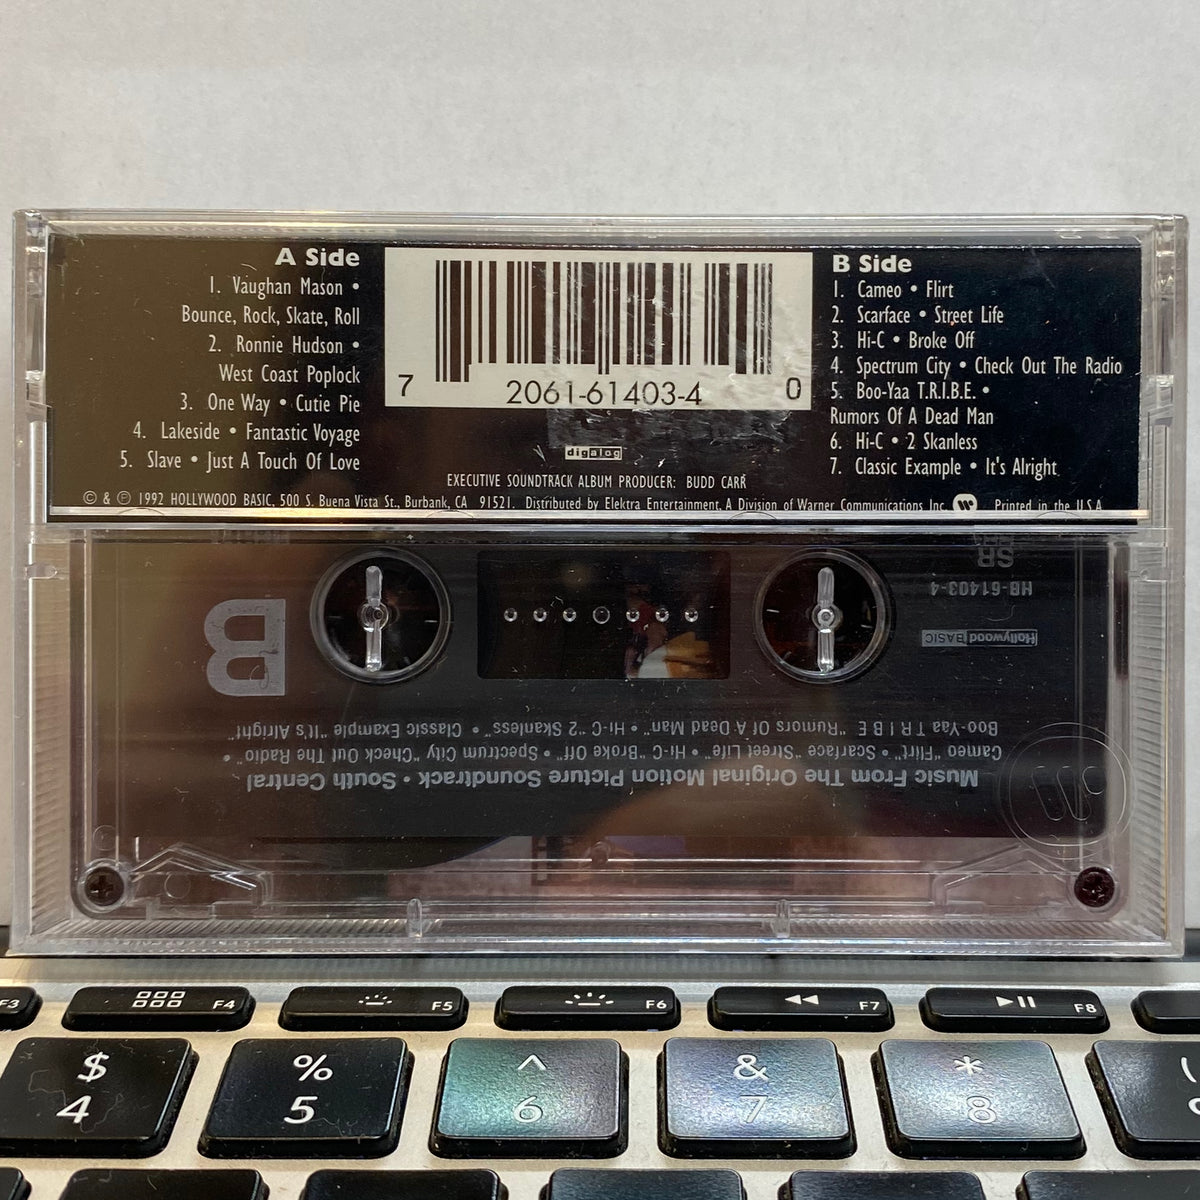 A Side
1. Vaughan Mason •
Bounce, Rock, Skate, Roll
2. Ronnie Hudson •
West Coast Poplock
3. One Way • Cutie Pie
4. Lakeside • Fantastic Voyage
5. Slave • Just A Touch Of Love
7 2061-61403-4 0
digalog
EXECUTIVE SOUNDTRACK ALBUM PRODUCER: BUDD CARR
B Side
1. Cameo • Flirt
2. Scarface • Street Life
3. Hi-C • Broke Off
4. Spectrum City • Check Out The Radio
5. Boo-Yaa T.R.I.B.E. •
Rumors Of A Dead Man
6. Hi-C • 2 Skanless
7. Classic Example • It's Alright
© & ℗ 1992 HOLLYWOOD BASIC, 500 S. Buena Vista St., Burbank, CA 91521. Distributed by Elektra Entertainment, A Division of Warner Communications Inc. Printed in the U.S.A.
SR
HB-61403-4
Hollywood BASIC
B
Music From The Original Motion Picture Soundtrack • South Central
Cameo "Flirt" • Scarface "Street Life" • Hi-C "Broke Off" • Spectrum City "Check Out The Radio" •
Boo-Yaa T R I B E "Rumors Of A Dead Man" • Hi-C "2 Skanless" • Classic Example "It's Alright"
F3 F4 F5 F6 F7 F8
$ % ^ & * (
4 5 6 7 8 9